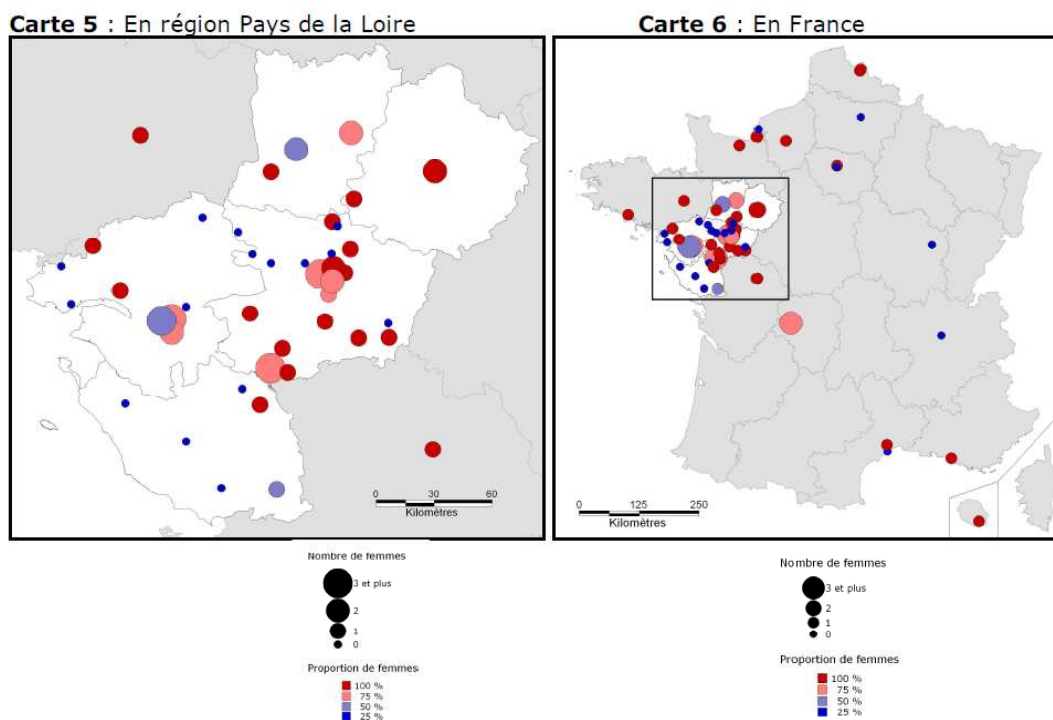 Carte 5 : En région Pays de la Loire
Carte 6 : En France
0 30 60
Kilomètres
0 125 250
Kilomètres
Nombre de femmes
3 et plus
2
1
0
Proportion de femmes
100 %
75 %
50 %
25 %
Nombre de femmes
3 et plus
2
1
0
Proportion de femmes
100 %
75 %
50 %
25 %